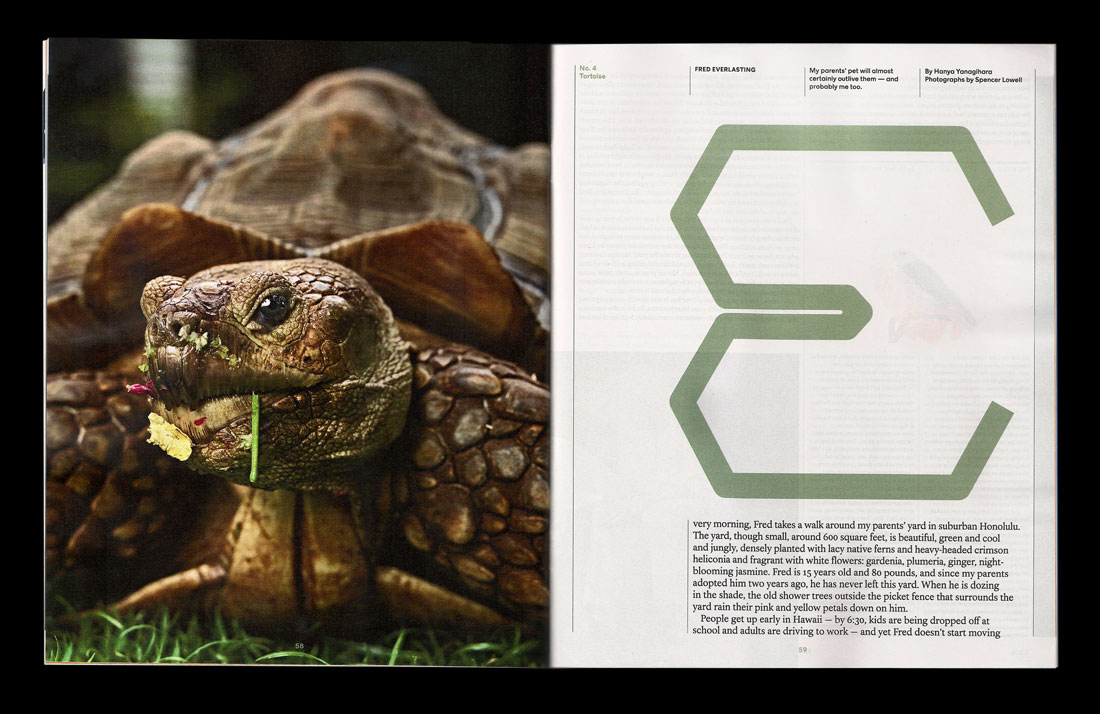 No. 4
Tortoise
FRED EVERLASTING
My parents' pet will almost
certainly outlive them — and
probably me too.
By Hanya Yanagihara
Photographs by Spencer Lowell
E
very morning, Fred takes a walk around my parents' yard in suburban Honolulu.
The yard, though small, around 600 square feet, is beautiful, green and cool
and jungly, densely planted with lacy native ferns and heavy-headed crimson
heliconia and fragrant with white flowers: gardenia, plumeria, ginger, night-
blooming jasmine. Fred is 15 years old and 80 pounds, and since my parents
adopted him two years ago, he has never left this yard. When he is dozing
in the shade, the old shower trees outside the picket fence that surrounds the
yard rain their pink and yellow petals down on him.
People get up early in Hawaii — by 6:30, kids are being dropped off at
school and adults are driving to work — and yet Fred doesn't start moving
58
59